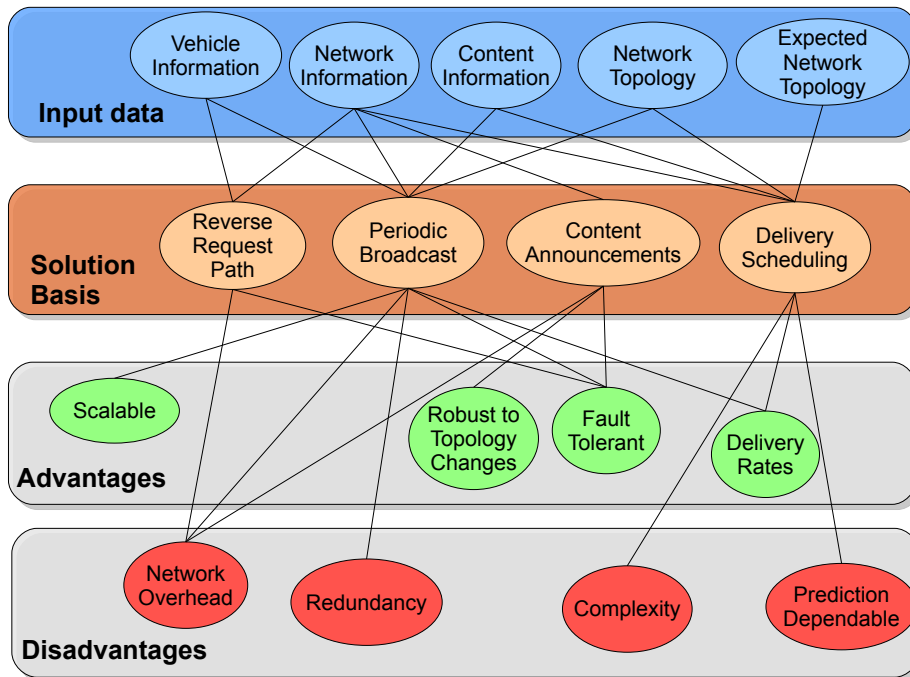 Vehicle
Information
Network
Information
Content
Information
Network
Topology
Expected
Network
Topology
Input data
Reverse
Request
Path
Periodic
Broadcast
Content
Announcements
Delivery
Scheduling
Solution
Basis
Scalable
Robust to
Topology
Changes
Fault
Tolerant
Delivery
Rates
Advantages
Network
Overhead
Redundancy
Complexity
Prediction
Dependable
Disadvantages